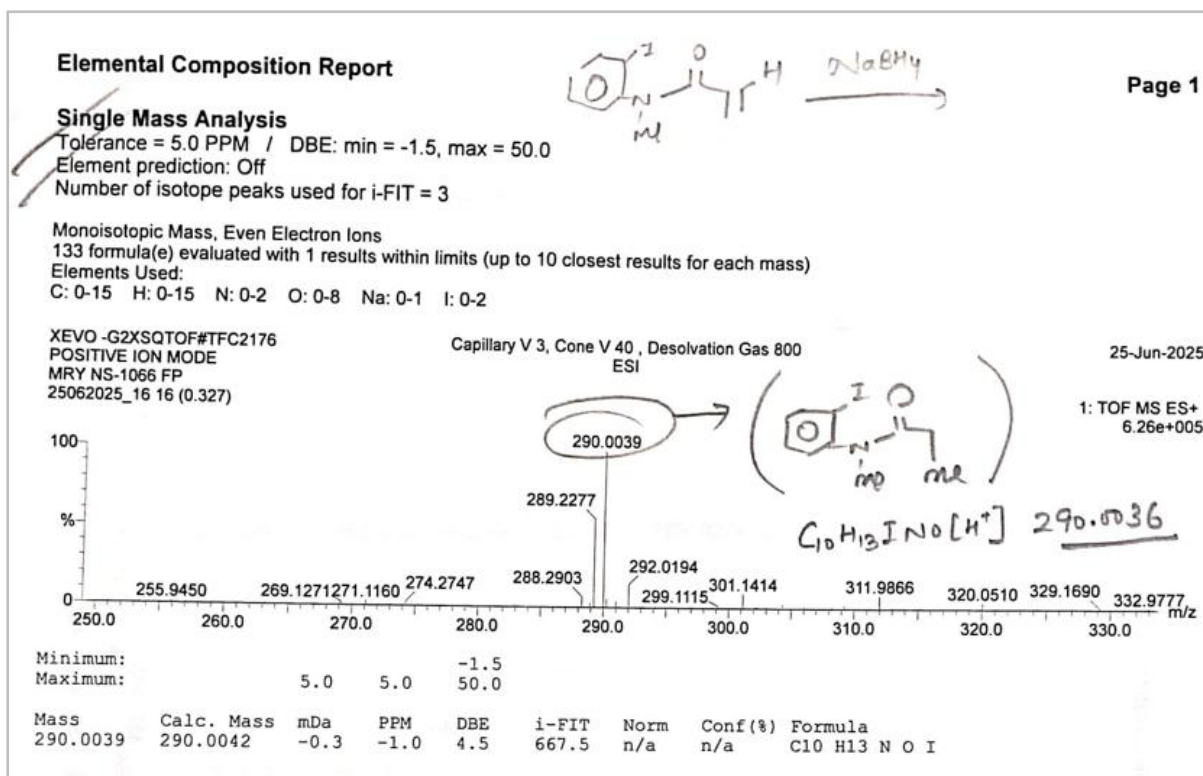 Elemental Composition Report
NaBH4
Page 1
I
O
H
N
Me
Single Mass Analysis
Tolerance = 5.0 PPM / DBE: min = -1.5, max = 50.0
Element prediction: Off
Number of isotope peaks used for i-FIT = 3
Monoisotopic Mass, Even Electron Ions
133 formula(e) evaluated with 1 results within limits (up to 10 closest results for each mass)
Elements Used:
C: 0-15 H: 0-15 N: 0-2 O: 0-8 Na: 0-1 I: 0-2
XEVO -G2XSQTOF#TFC2176
POSITIVE ION MODE
MRY NS-1066 FP
25062025_16 16 (0.327)
Capillary V 3, Cone V 40 , Desolvation Gas 800
ESI
25-Jun-2025
1: TOF MS ES+
6.26e+005
I
O
N
Me Me
C10H13INO[H+] 290.0036
100
%
0
290.0039
289.2277
255.9450 269.1271 271.1160 274.2747 288.2903 292.0194 299.1115 301.1414 311.9866 320.0510 329.1690 332.9777
m/z
250.0 260.0 270.0 280.0 290.0 300.0 310.0 320.0 330.0
Minimum: -1.5
Maximum: 5.0 5.0 50.0
Mass Calc. Mass mDa PPM DBE i-FIT Norm Conf(%) Formula
290.0039 290.0042 -0.3 -1.0 4.5 667.5 n/a n/a C10 H13 N O I